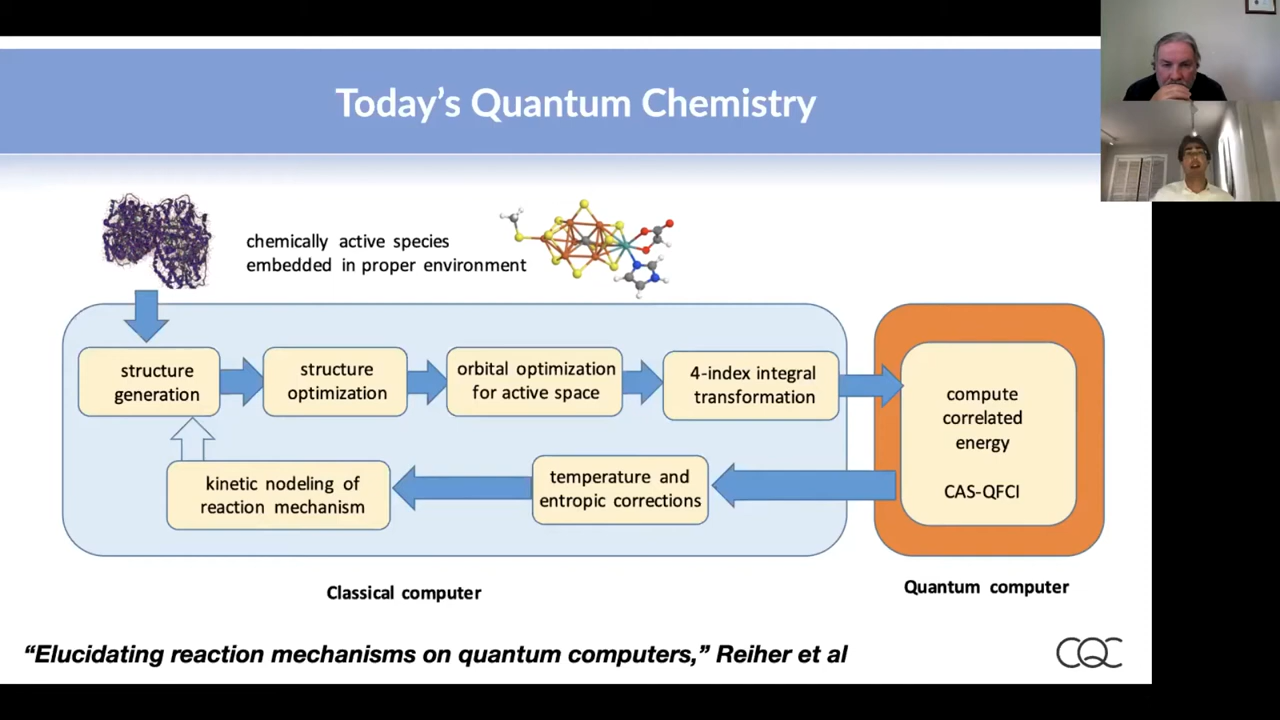 Today's Quantum Chemistry
chemically active species
embedded in proper environment
structure
generation
structure
optimization
orbital optimization
for active space
4-index integral
transformation
compute
correlated
energy
CAS-QFCI
temperature and
entropic corrections
kinetic nodeling of
reaction mechanism
Classical computer
Quantum computer
“Elucidating reaction mechanisms on quantum computers,” Reiher et al
CQC